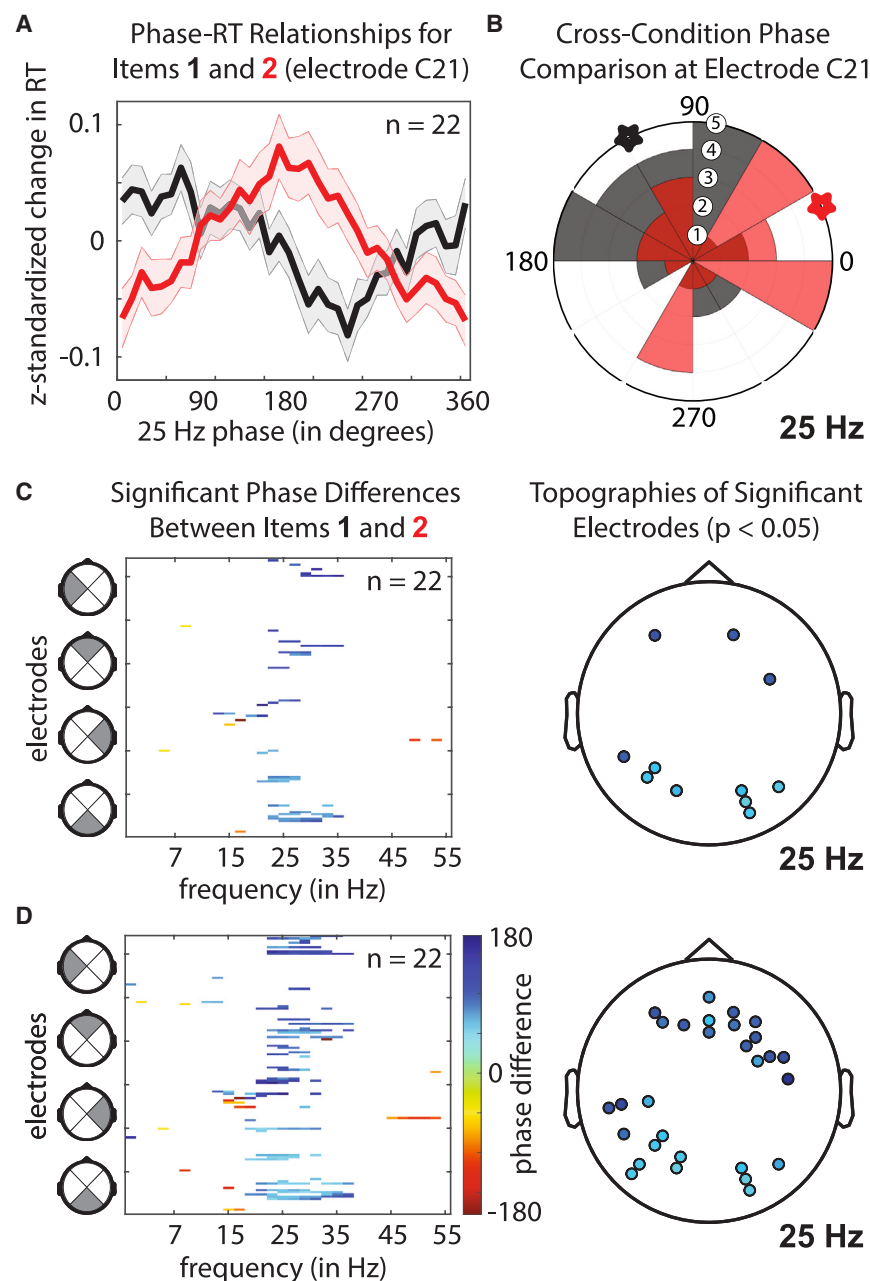 A
Phase-RT Relationships for
Items 1 and 2 (electrode C21)
z-standardized change in RT
0.1
0
-0.1
n = 22
0 90 180 270 360
25 Hz phase (in degrees)
B
Cross-Condition Phase
Comparison at Electrode C21
90
5
4
3
2
1
180
0
270
25 Hz
C
Significant Phase Differences
Between Items 1 and 2
n = 22
electrodes
7 15 25 35 45 55
frequency (in Hz)
Topographies of Significant
Electrodes (p < 0.05)
25 Hz
D
n = 22
electrodes
7 15 25 35 45 55
frequency (in Hz)
180
0
-180
phase difference
25 Hz